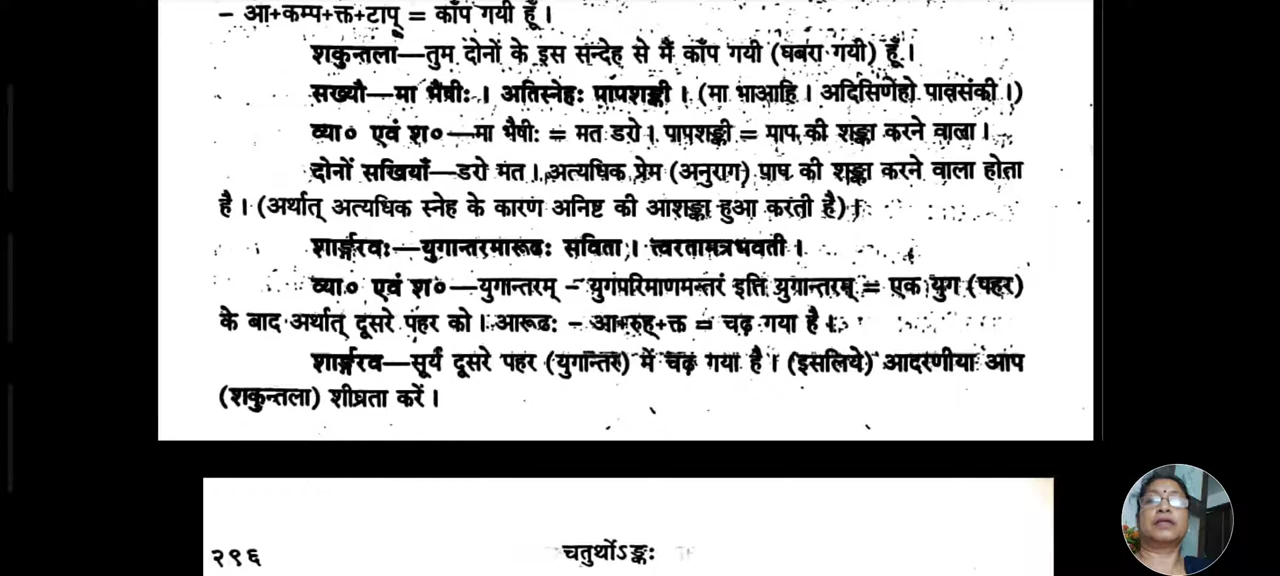 - आ+कम्प+क्त+टाप् = काँप गयी हूँ।
शकुन्तला—तुम दोनों के इस सन्देह से मैं काँप गयी (घबरा गयी) हूँ।
सख्यौ—मा भैषीः। अतिस्नेहः पापशङ्की। (मा भाआहि। अदिसिणेहो पावसंकी।)
व्या० एवं श०—मा भैषीः = मत डरो। पापशङ्की = पाप की शङ्का करने वाला।
दोनों सखियाँ—डरो मत। अत्यधिक प्रेम (अनुराग) पाप की शङ्का करने वाला होता
है। (अर्थात् अत्यधिक स्नेह के कारण अनिष्ट की आशङ्का हुआ करती है)।
शार्ङ्गरवः—युगान्तरमारूढः सविता। त्वरतामत्रभवती।
व्या० एवं श०—युगान्तरम् - युगपरिमाणमन्तरं इति युगान्तरम् = एक युग (पहर)
के बाद अर्थात् दूसरे पहर को। आरूढः - आ+रुह्+क्त = चढ़ गया है।
शार्ङ्गरव—सूर्य दूसरे पहर (युगान्तर) में चढ़ गया है। (इसलिये) आदरणीया आप
(शकुन्तला) शीघ्रता करें।
२९६ चतुर्थोऽङ्कः